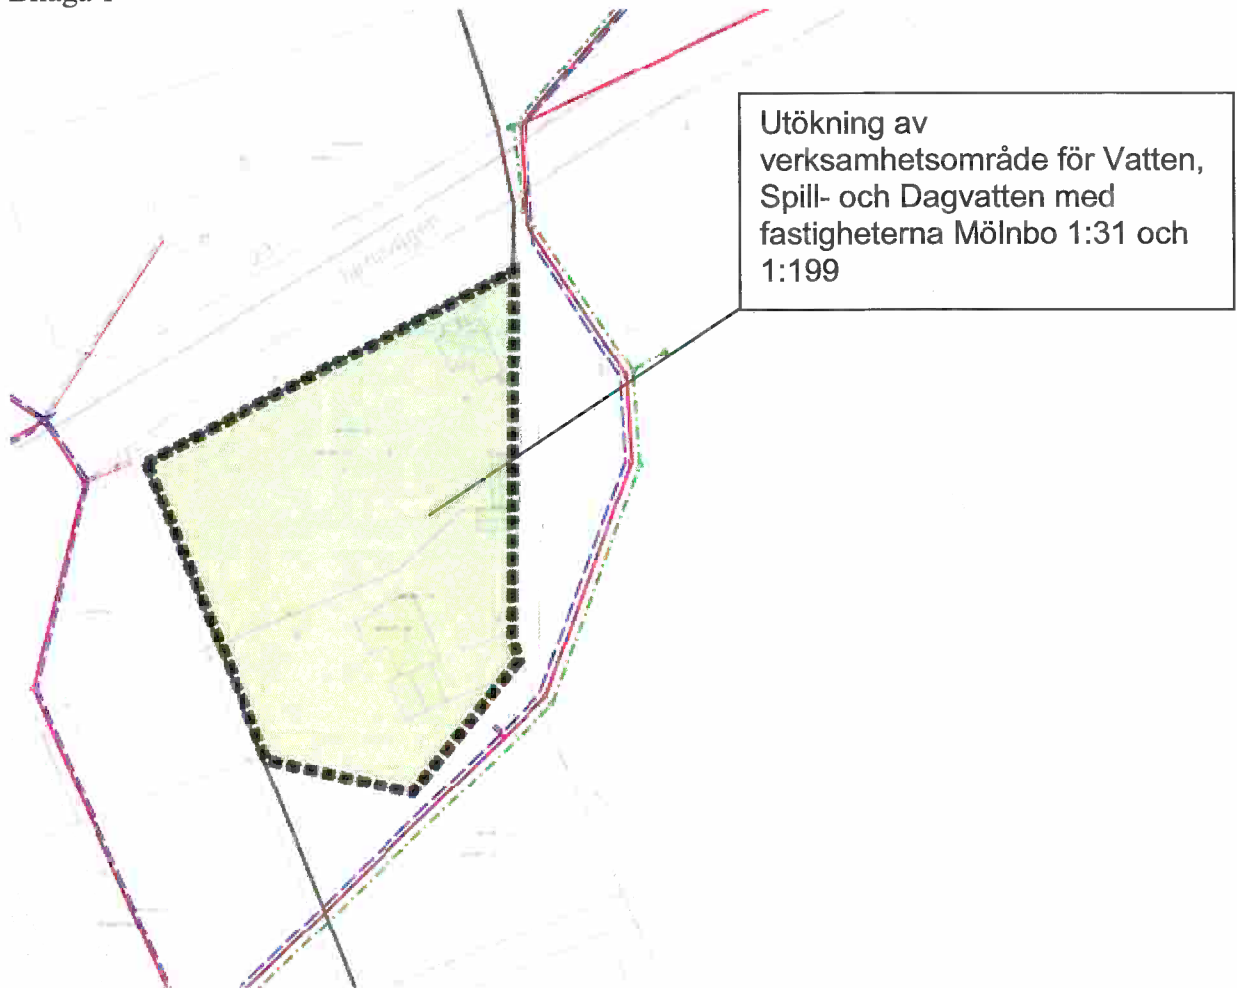 Utökning av
verksamhetsområde för Vatten,
Spill- och Dagvatten med
fastigheterna Mölnbo 1:31 och
1:199